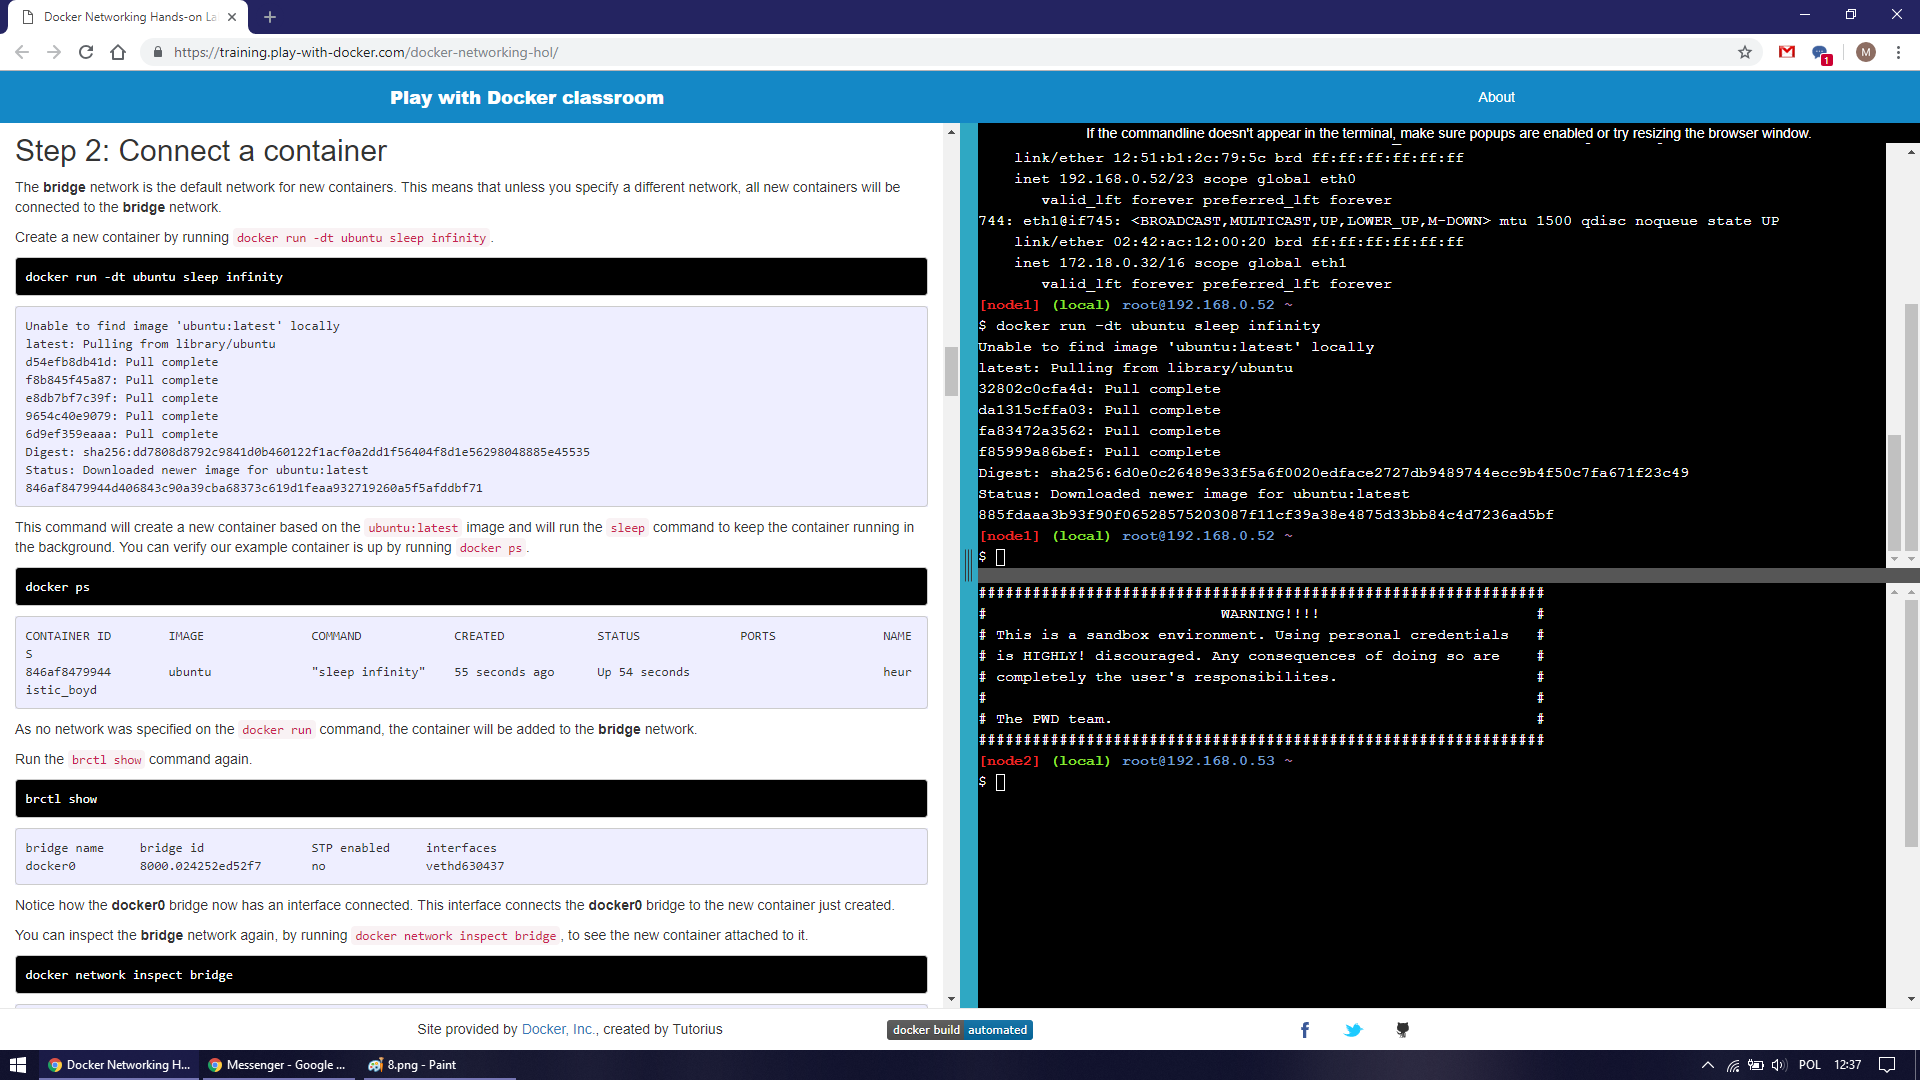 Docker Networking Hands-on La
https://training.play-with-docker.com/docker-networking-hol/
M
1
Play with Docker classroom
About
Step 2: Connect a container
The bridge network is the default network for new containers. This means that unless you specify a different network, all new containers will be
connected to the bridge network.
Create a new container by running docker run -dt ubuntu sleep infinity .
docker run -dt ubuntu sleep infinity
Unable to find image 'ubuntu:latest' locally
latest: Pulling from library/ubuntu
d54efb8db41d: Pull complete
f8b845f45a87: Pull complete
e8db7bf7c39f: Pull complete
9654c40e9079: Pull complete
6d9ef359eaaa: Pull complete
Digest: sha256:dd7808d8792c9841d0b460122f1acf0a2dd1f56404f8d1e56298048885e45535
Status: Downloaded newer image for ubuntu:latest
846af8479944d406843c90a39cba68373c619d1feaa932719260a5f5afddbf71
This command will create a new container based on the ubuntu:latest image and will run the sleep command to keep the container running in
the background. You can verify our example container is up by running docker ps .
docker ps
CONTAINER ID IMAGE COMMAND CREATED STATUS PORTS NAME
S
846af8479944 ubuntu "sleep infinity" 55 seconds ago Up 54 seconds heur
istic_boyd
As no network was specified on the docker run command, the container will be added to the bridge network.
Run the brctl show command again.
brctl show
bridge name bridge id STP enabled interfaces
docker0 8000.024252ed52f7 no vethd630437
Notice how the docker0 bridge now has an interface connected. This interface connects the docker0 bridge to the new container just created.
You can inspect the bridge network again, by running docker network inspect bridge , to see the new container attached to it.
docker network inspect bridge
If the commandline doesn't appear in the terminal, make sure popups are enabled or try resizing the browser window.
link/ether 12:51:b1:2c:79:5c brd ff:ff:ff:ff:ff:ff
inet 192.168.0.52/23 scope global eth0
valid_lft forever preferred_lft forever
744: eth1@if745: <BROADCAST,MULTICAST,UP,LOWER_UP,M-DOWN> mtu 1500 qdisc noqueue state UP
link/ether 02:42:ac:12:00:20 brd ff:ff:ff:ff:ff:ff
inet 172.18.0.32/16 scope global eth1
valid_lft forever preferred_lft forever
[node1] (local) root@192.168.0.52 ~
$ docker run -dt ubuntu sleep infinity
Unable to find image 'ubuntu:latest' locally
latest: Pulling from library/ubuntu
32802c0cfa4d: Pull complete
da1315cffa03: Pull complete
fa83472a3562: Pull complete
f85999a86bef: Pull complete
Digest: sha256:6d0e0c26489e33f5a6f0020edface2727db9489744ecc9b4f50c7fa671f23c49
Status: Downloaded newer image for ubuntu:latest
885fdaaa3b93f90f06528575203087f11cf39a38e4875d33bb84c4d7236ad5bf
[node1] (local) root@192.168.0.52 ~
$
###############################################################
# WARNING!!!! #
# This is a sandbox environment. Using personal credentials #
# is HIGHLY! discouraged. Any consequences of doing so are #
# completely the user's responsibilites. #
# #
# The PWD team. #
###############################################################
[node2] (local) root@192.168.0.53 ~
$
Site provided by Docker, Inc., created by Tutorius
docker build automated
Docker Networking H...
Messenger - Google ...
8.png - Paint
POL
12:37